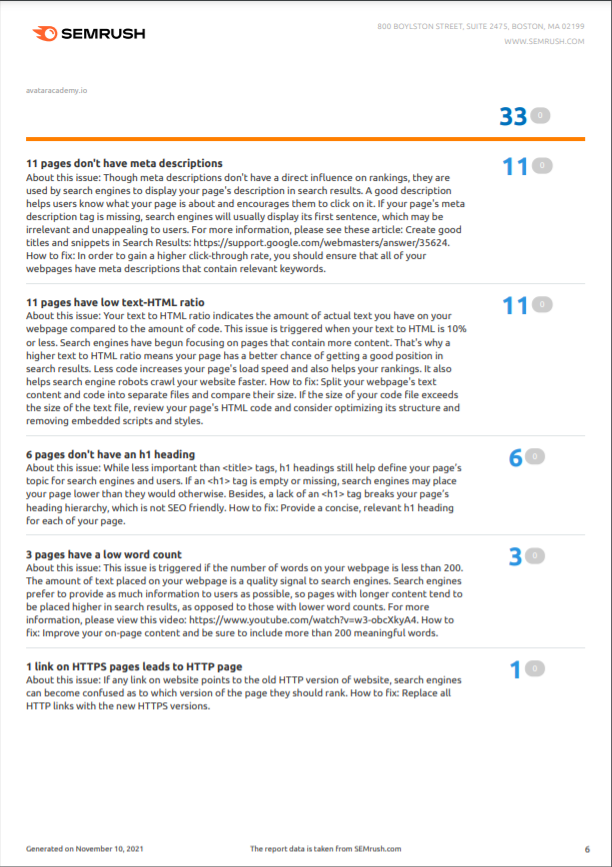 SEMRUSH
800 BOYLSTON STREET, SUITE 2475, BOSTON, MA 02199
WWW.SEMRUSH.COM
avataracademy.io
33 0
11 pages don't have meta descriptions
11 0
About this issue: Though meta descriptions don't have a direct influence on rankings, they are
used by search engines to display your page's description in search results. A good description
helps users know what your page is about and encourages them to click on it. If your page's meta
description tag is missing, search engines will usually display its first sentence, which may be
irrelevant and unappealing to users. For more information, please see these article: Create good
titles and snippets in Search Results: https://support.google.com/webmasters/answer/35624.
How to fix: In order to gain a higher click-through rate, you should ensure that all of your
webpages have meta descriptions that contain relevant keywords.
11 pages have low text-HTML ratio
11 0
About this issue: Your text to HTML ratio indicates the amount of actual text you have on your
webpage compared to the amount of code. This issue is triggered when your text to HTML is 10%
or less. Search engines have begun focusing on pages that contain more content. That's why a
higher text to HTML ratio means your page has a better chance of getting a good position in
search results. Less code increases your page's load speed and also helps your rankings. It also
helps search engine robots crawl your website faster. How to fix: Split your webpage's text
content and code into separate files and compare their size. If the size of your code file exceeds
the size of the text file, review your page's HTML code and consider optimizing its structure and
removing embedded scripts and styles.
6 pages don't have an h1 heading
6 0
About this issue: While less important than <title> tags, h1 headings still help define your page's
topic for search engines and users. If an <h1> tag is empty or missing, search engines may place
your page lower than they would otherwise. Besides, a lack of an <h1> tag breaks your page's
heading hierarchy, which is not SEO friendly. How to fix: Provide a concise, relevant h1 heading
for each of your page.
3 pages have a low word count
3 0
About this issue: This issue is triggered if the number of words on your webpage is less than 200.
The amount of text placed on your webpage is a quality signal to search engines. Search engines
prefer to provide as much information to users as possible, so pages with longer content tend to
be placed higher in search results, as opposed to those with lower word counts. For more
information, please view this video: https://www.youtube.com/watch?v=w3-obcXkyA4. How to
fix: Improve your on-page content and be sure to include more than 200 meaningful words.
1 link on HTTPS pages leads to HTTP page
1 0
About this issue: If any link on website points to the old HTTP version of website, search engines
can become confused as to which version of the page they should rank. How to fix: Replace all
HTTP links with the new HTTPS versions.
Generated on November 10, 2021
The report data is taken from SEMrush.com
6